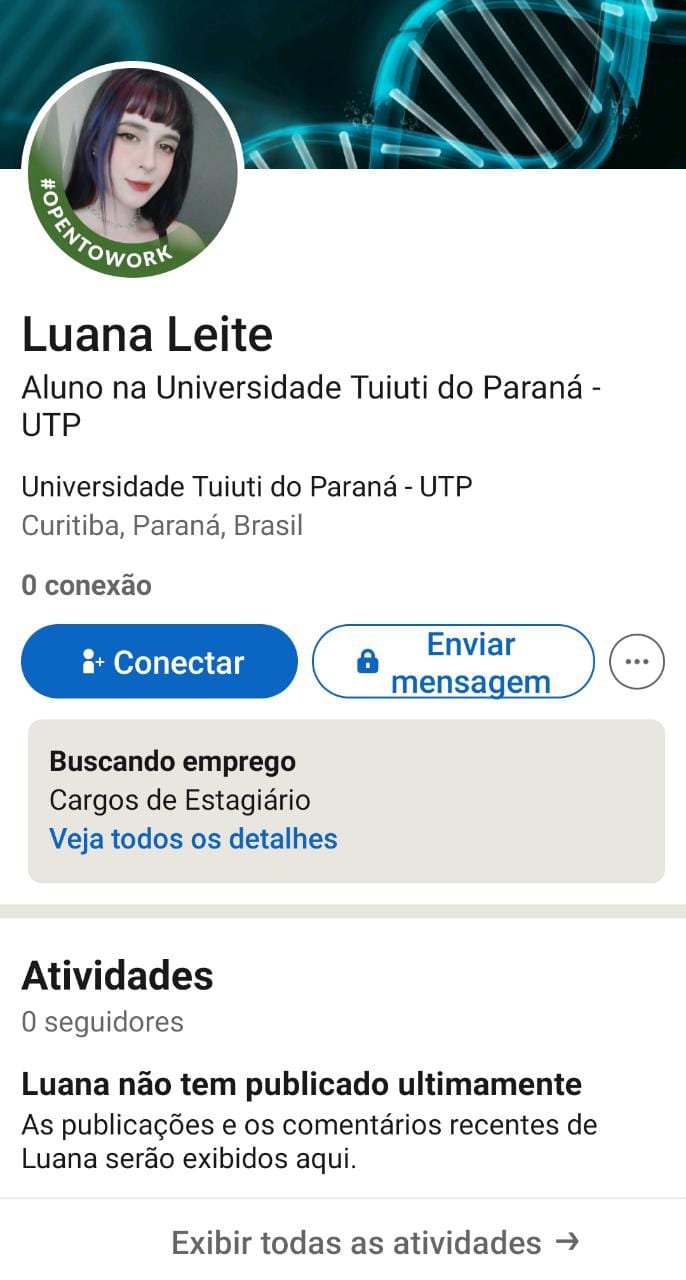 #OPENTOWORK
Luana Leite
Aluno na Universidade Tuiuti do Paraná -
UTP
Universidade Tuiuti do Paraná - UTP
Curitiba, Paraná, Brasil
0 conexão
Conectar
Enviar
mensagem
Buscando emprego
Cargos de Estagiário
Veja todos os detalhes
Atividades
0 seguidores
Luana não tem publicado ultimamente
As publicações e os comentários recentes de
Luana serão exibidos aqui.
Exibir todas as atividades →